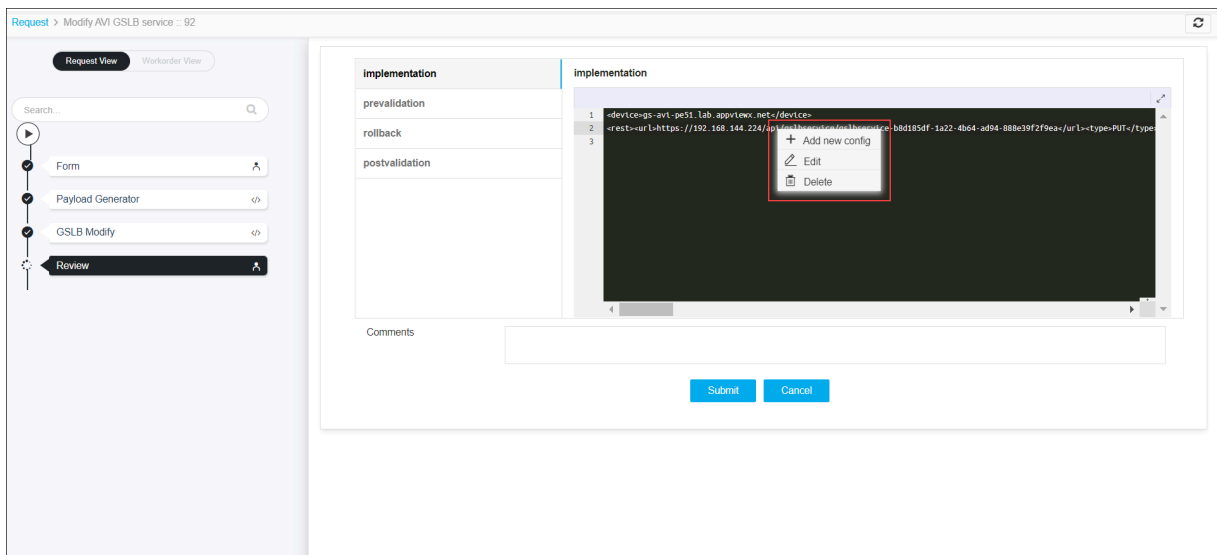 Request > Modify AVI GSLB service :: 92
Request View
Workorder View
Search...
Form
Payload Generator
</>
GSLB Modify
</>
Review
implementation
prevalidation
rollback
postvalidation
implementation
1 <device>gs-avi-pe51.lab.appviewx.net</device>
2 <rest><url>https://192.168.144.224/api/gslbservice/gslbservice-b8d185df-1a22-4b64-ad94-888e39f2f9ea</url><type>PUT</type>
3
+ Add new config
Edit
Delete
Comments
Submit
Cancel